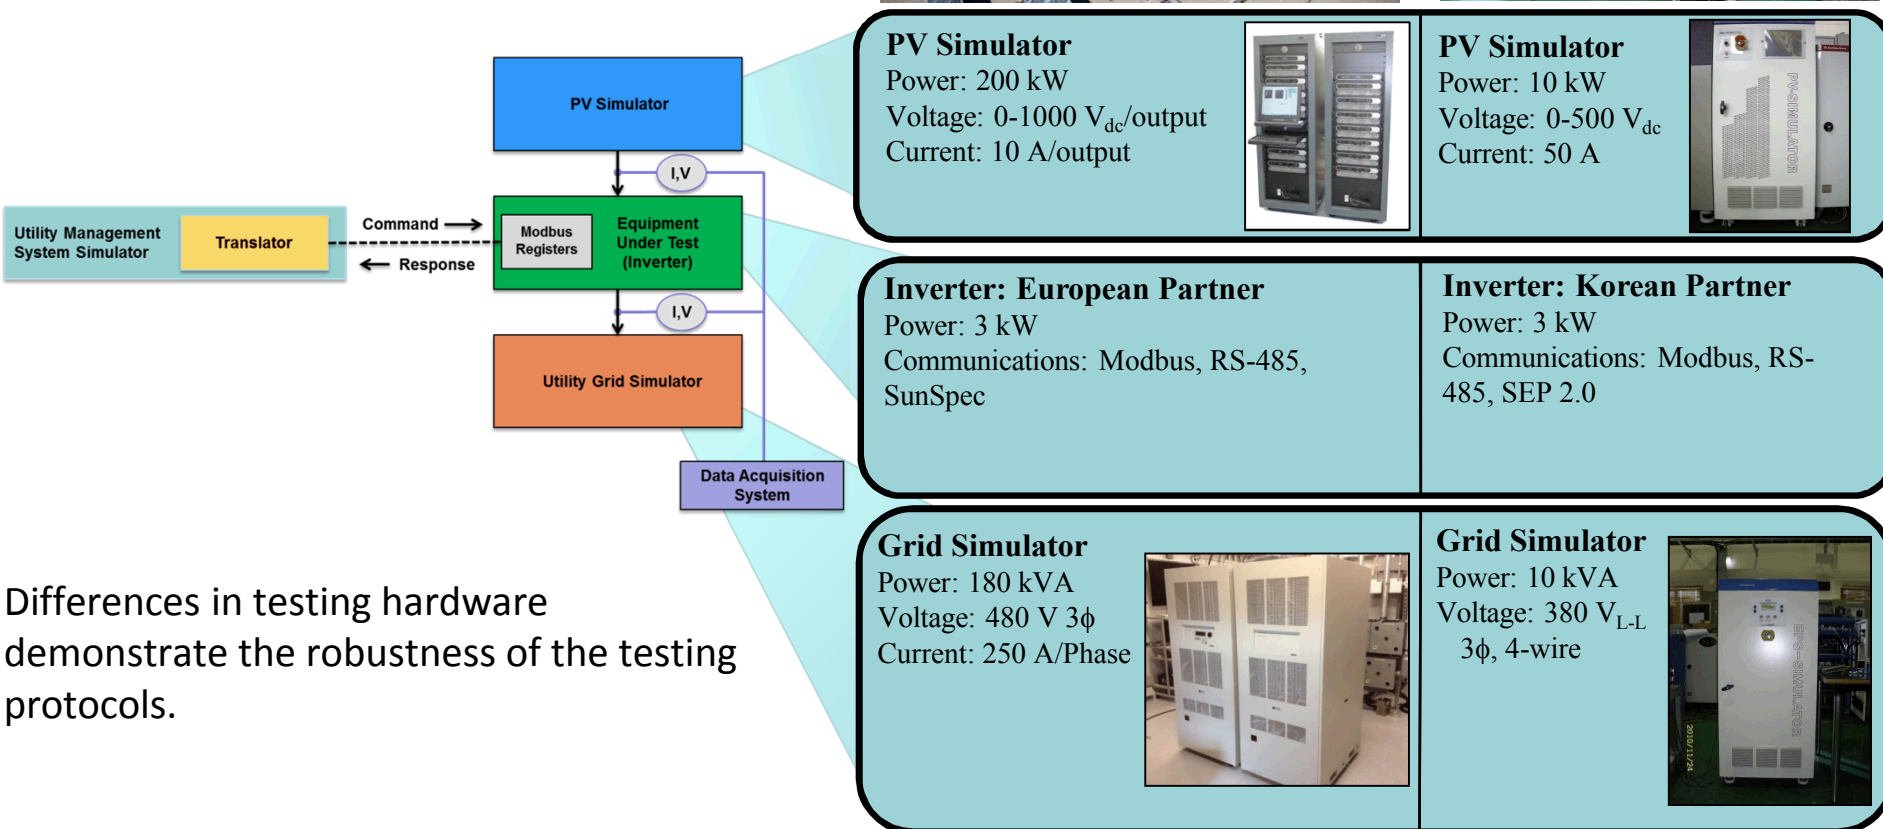 PV Simulator
I,V
Utility Management
System Simulator
Translator
Command
Response
Modbus
Registers
Equipment
Under Test
(Inverter)
I,V
Utility Grid Simulator
Data Acquisition
System
Differences in testing hardware
demonstrate the robustness of the testing
protocols.
PV Simulator
Power: 200 kW
Voltage: 0-1000 Vdc/output
Current: 10 A/output
PV Simulator
Power: 10 kW
Voltage: 0-500 Vdc
Current: 50 A
PV-SIMULATOR
Inverter: European Partner
Power: 3 kW
Communications: Modbus, RS-485,
SunSpec
Inverter: Korean Partner
Power: 3 kW
Communications: Modbus, RS-
485, SEP 2.0
Grid Simulator
Power: 180 kVA
Voltage: 480 V 3ϕ
Current: 250 A/Phase
Grid Simulator
Power: 10 kVA
Voltage: 380 VL-L
3ϕ, 4-wire
EPS-SIMULATOR
2010/11/24